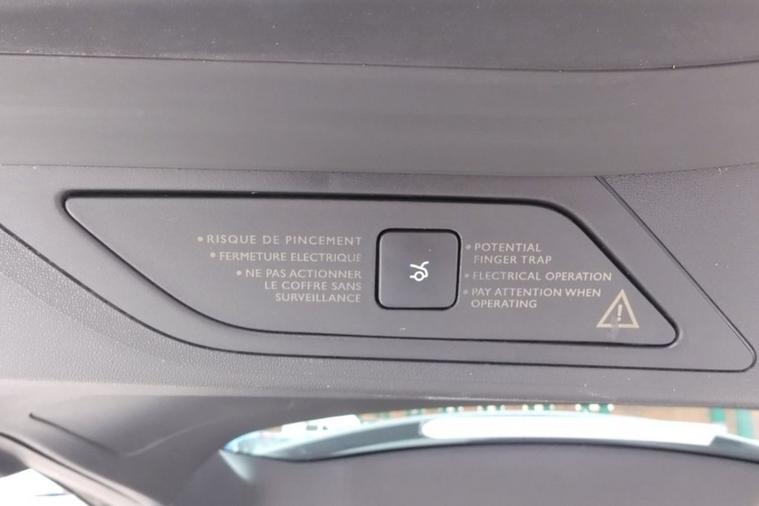 • RISQUE DE PINCEMENT
• FERMETURE ELECTRIQUE
• NE PAS ACTIONNER
LE COFFRE SANS
SURVEILLANCE
• POTENTIAL
FINGER TRAP
• ELECTRICAL OPERATION
• PAY ATTENTION WHEN
OPERATING
!